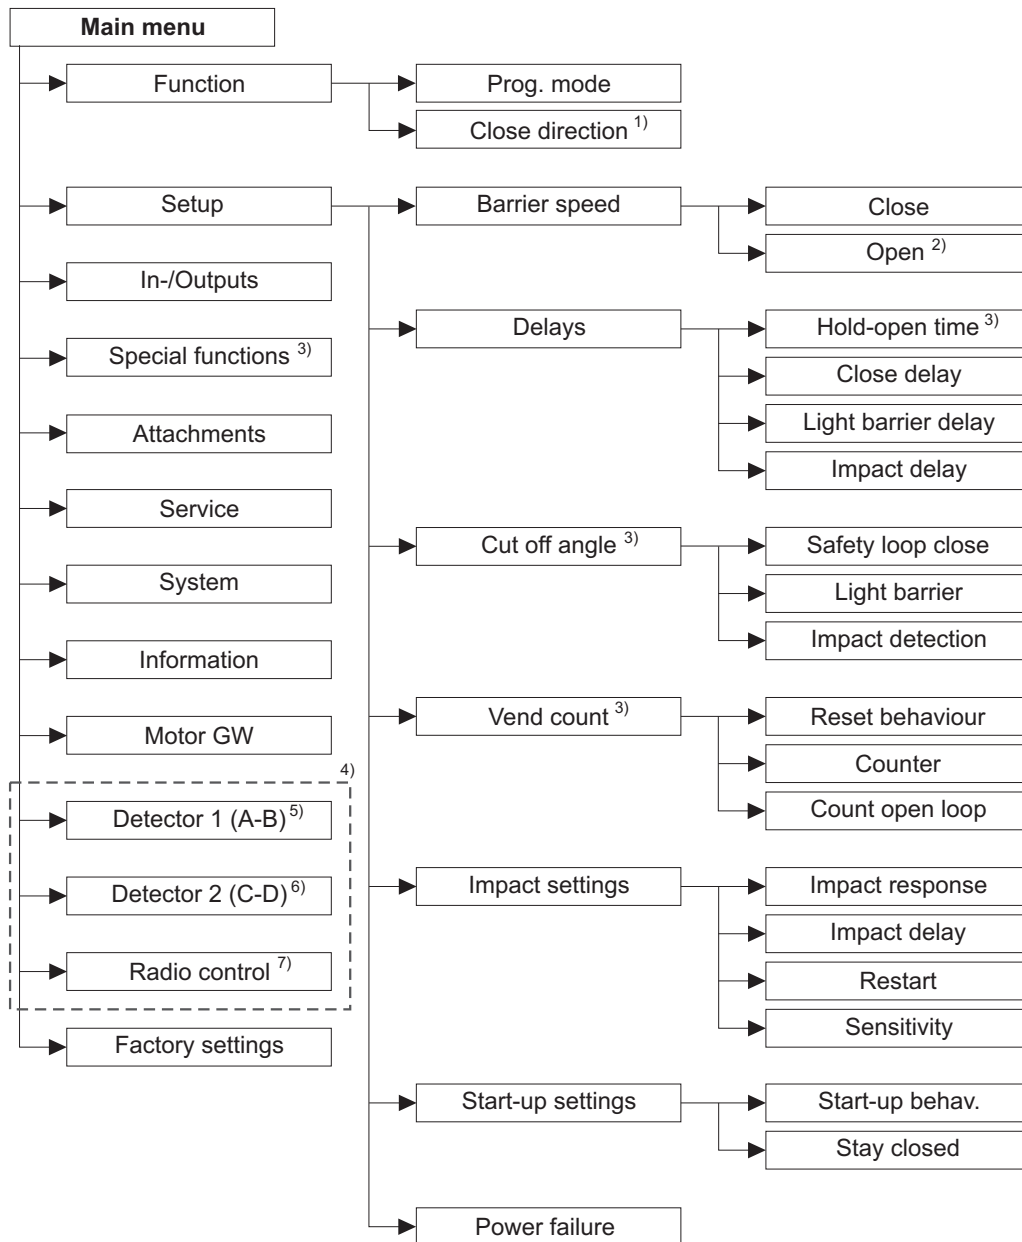 Main menu
Function
Prog. mode
Close direction 1)
Setup
Barrier speed
Close
Open 2)
In-/Outputs
Delays
Hold-open time 3)
Special functions 3)
Close delay
Attachments
Light barrier delay
Impact delay
Service
Cut off angle 3)
Safety loop close
System
Light barrier
Impact detection
Information
Motor GW
Vend count 3)
Reset behaviour
Counter
4)
Detector 1 (A-B) 5)
Count open loop
Detector 2 (C-D) 6)
Impact settings
Impact response
Impact delay
Radio control 7)
Restart
Sensitivity
Factory settings
Start-up settings
Start-up behav.
Stay closed
Power failure